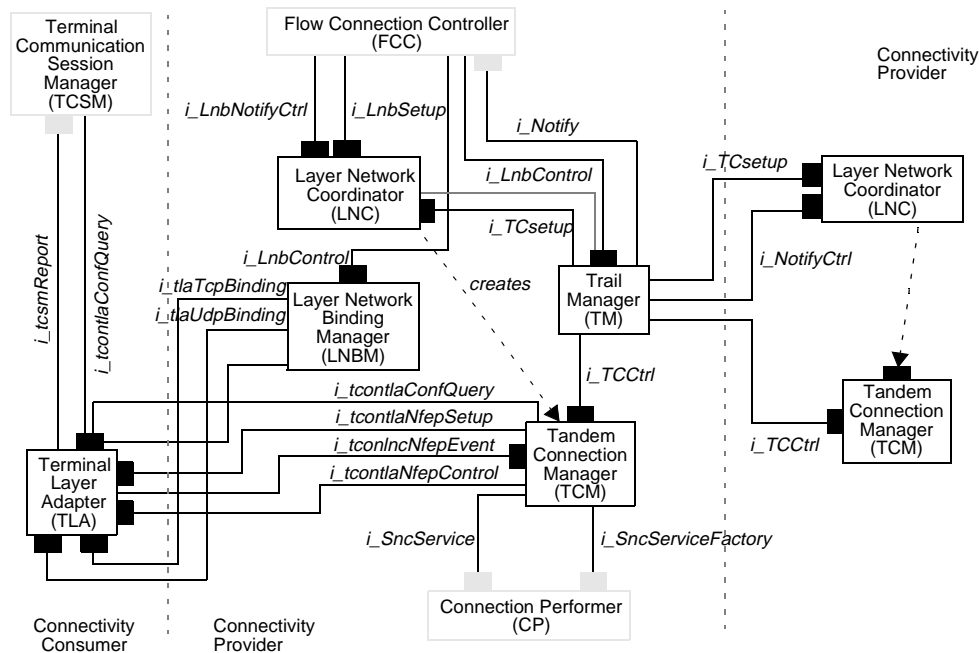 Terminal
Communication
Session
Manager
(TCSM)
Flow Connection Controller
(FCC)
Connectivity
Provider
i_LnbNotifyCtrl
i_LnbSetup
i_Notify
i_LnbControl
i_TCsetup
Layer Network
Coordinator
(LNC)
i_TCsetup
Layer Network
Coordinator
(LNC)
i_tcsmReport
i_tcontlaConfQuery
i_LnbControl
i_NotifyCtrl
i_tlaTcpBinding
i_tlaUdpBinding
creates
Layer Network
Binding
Manager
(LNBM)
Trail
Manager
(TM)
i_TCCtrl
i_tcontlaConfQuery
i_tcontlaNfepSetup
i_tconlncNfepEvent
i_tcontlaNfepControl
Tandem
Connection
Manager
(TCM)
i_TCCtrl
Tandem
Connection
Manager
(TCM)
Terminal
Layer
Adapter
(TLA)
i_SncService
i_SncServiceFactory
Connection Performer
(CP)
Connectivity
Consumer
Connectivity
Provider